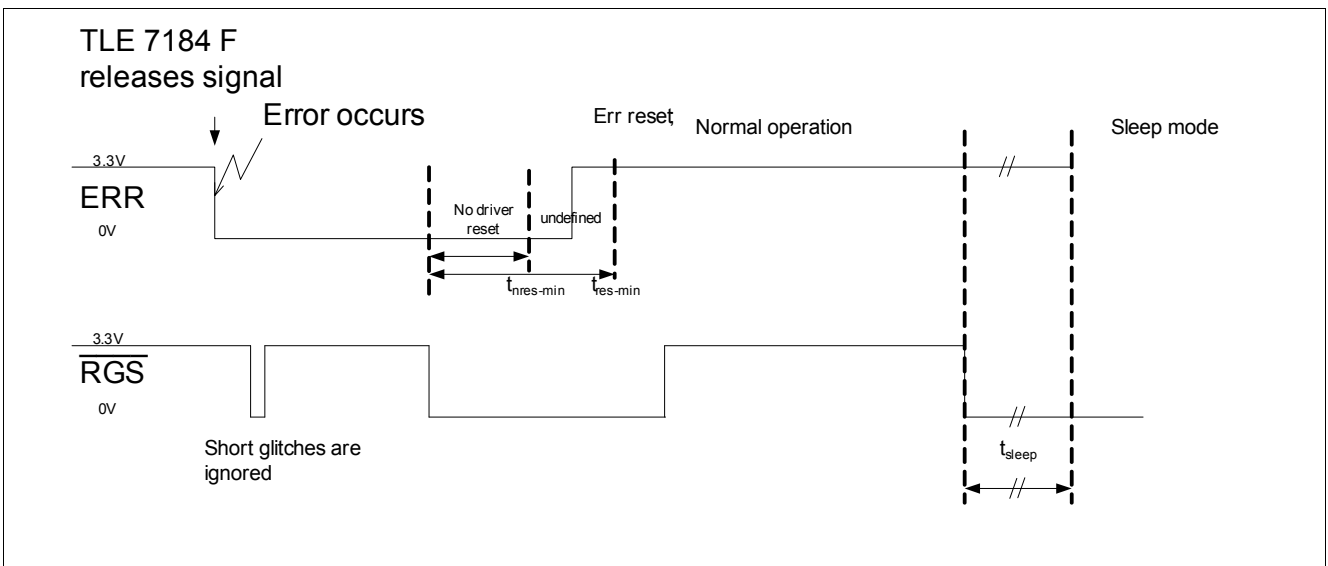 TLE 7184 F
releases signal
Error occurs
Err reset;
Normal operation
Sleep mode
3.3V
ERR
0V
No driver
reset
undefined
tnres-min
tres-min
3.3V
RGS
0V
Short glitches are
ignored
tsleep